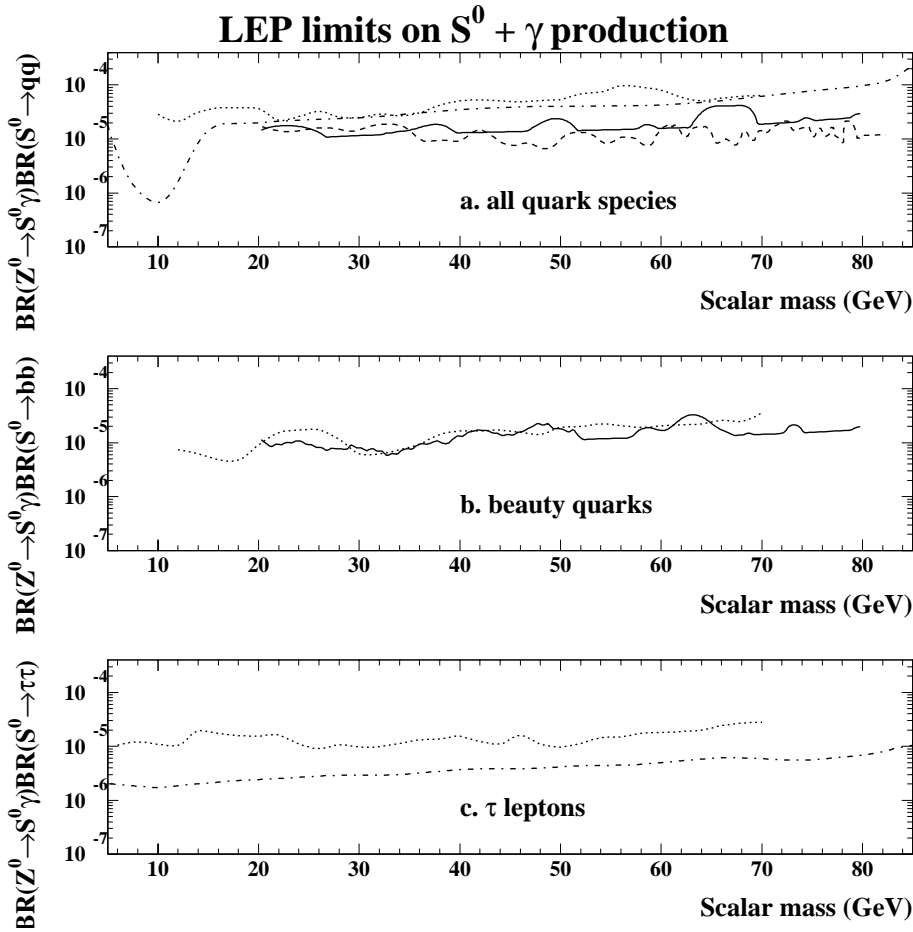 LEP limits on S⁰ + γ production
BR(Z⁰→S⁰γ)BR(S⁰→qq)
10⁻⁴
10⁻⁵
10⁻⁶
10⁻⁷
a. all quark species
10 20 30 40 50 60 70 80
Scalar mass (GeV)
BR(Z⁰→S⁰γ)BR(S⁰→bb)
10⁻⁴
10⁻⁵
10⁻⁶
10⁻⁷
b. beauty quarks
10 20 30 40 50 60 70 80
Scalar mass (GeV)
BR(Z⁰→S⁰γ)BR(S⁰→ττ)
10⁻⁴
10⁻⁵
10⁻⁶
10⁻⁷
c. τ leptons
10 20 30 40 50 60 70 80
Scalar mass (GeV)